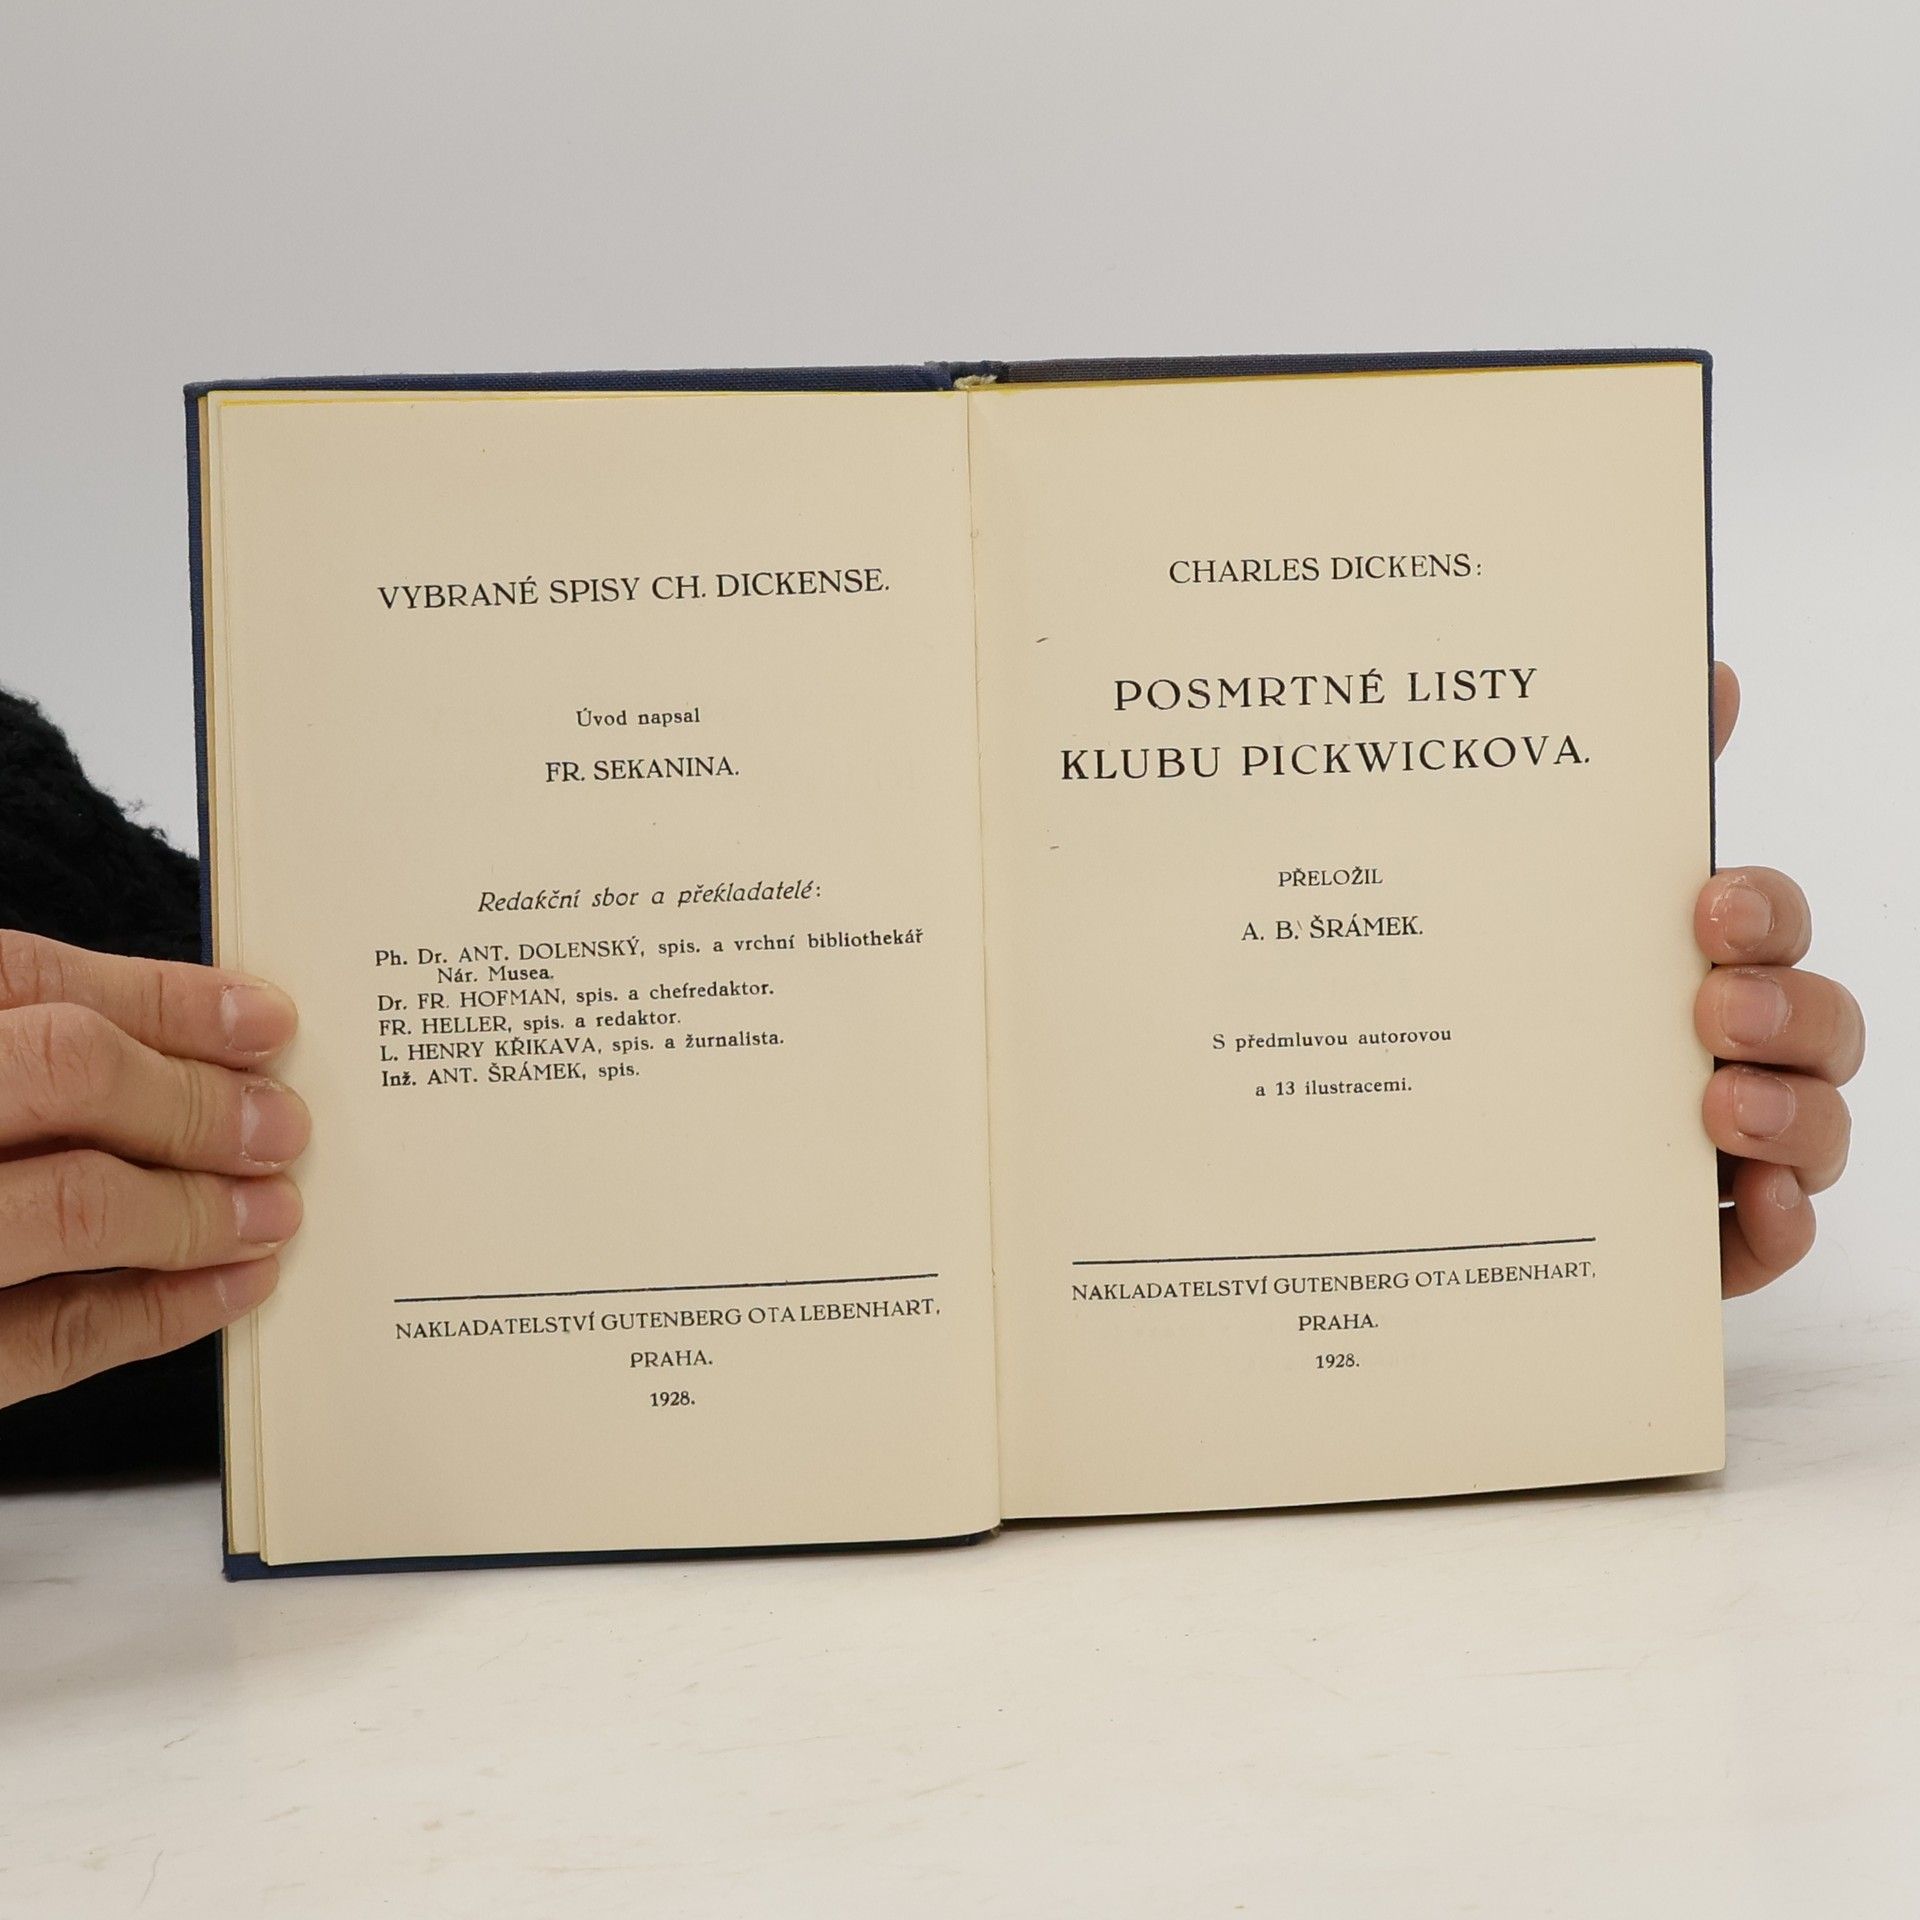 VYBRANÉ SPISY CH. DICKENSE.
Úvod napsal
FR. SEKANINA.
Redakční sbor a překladatelé:
Ph. Dr. ANT. DOLENSKÝ, spis. a vrchní bibliothekář
Nár. Musea.
Dr. FR. HOFMAN, spis. a chefredaktor.
FR. HELLER, spis. a redaktor.
L. HENRY KŘIKAVA, spis. a žurnalista.
Inž. ANT. ŠRÁMEK, spis.
NAKLADATELSTVÍ GUTENBERG OTA LEBENHART,
PRAHA.
1928.
CHARLES DICKENS:
POSMRTNÉ LISTY
KLUBU PICKWICKOVA.
PŘELOŽIL
A. B. ŠRÁMEK.
S předmluvou autorovou
a 13 ilustracemi.
NAKLADATELSTVÍ GUTENBERG OTA LEBENHART,
PRAHA.
1928.